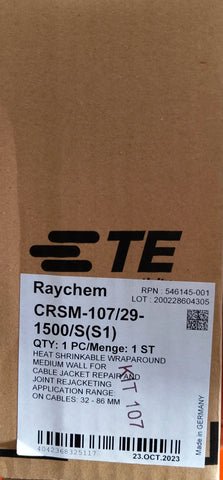 TE
Raychem
RPN : 546145-001
LOT : 200228604305
CRSM-107/29-
1500/S(S1)
QTY: 1 PC/Menge: 1 ST
HEAT SHRINKABLE WRAPAROUND
MEDIUM WALL FOR
CABLE JACKET REPAIR AND
JOINT REJACKETING
APPLICATION RANGE
ON CABLES: 32 - 86 MM
KIT 107
Made in GERMANY
4042368325117
23.OCT.2023